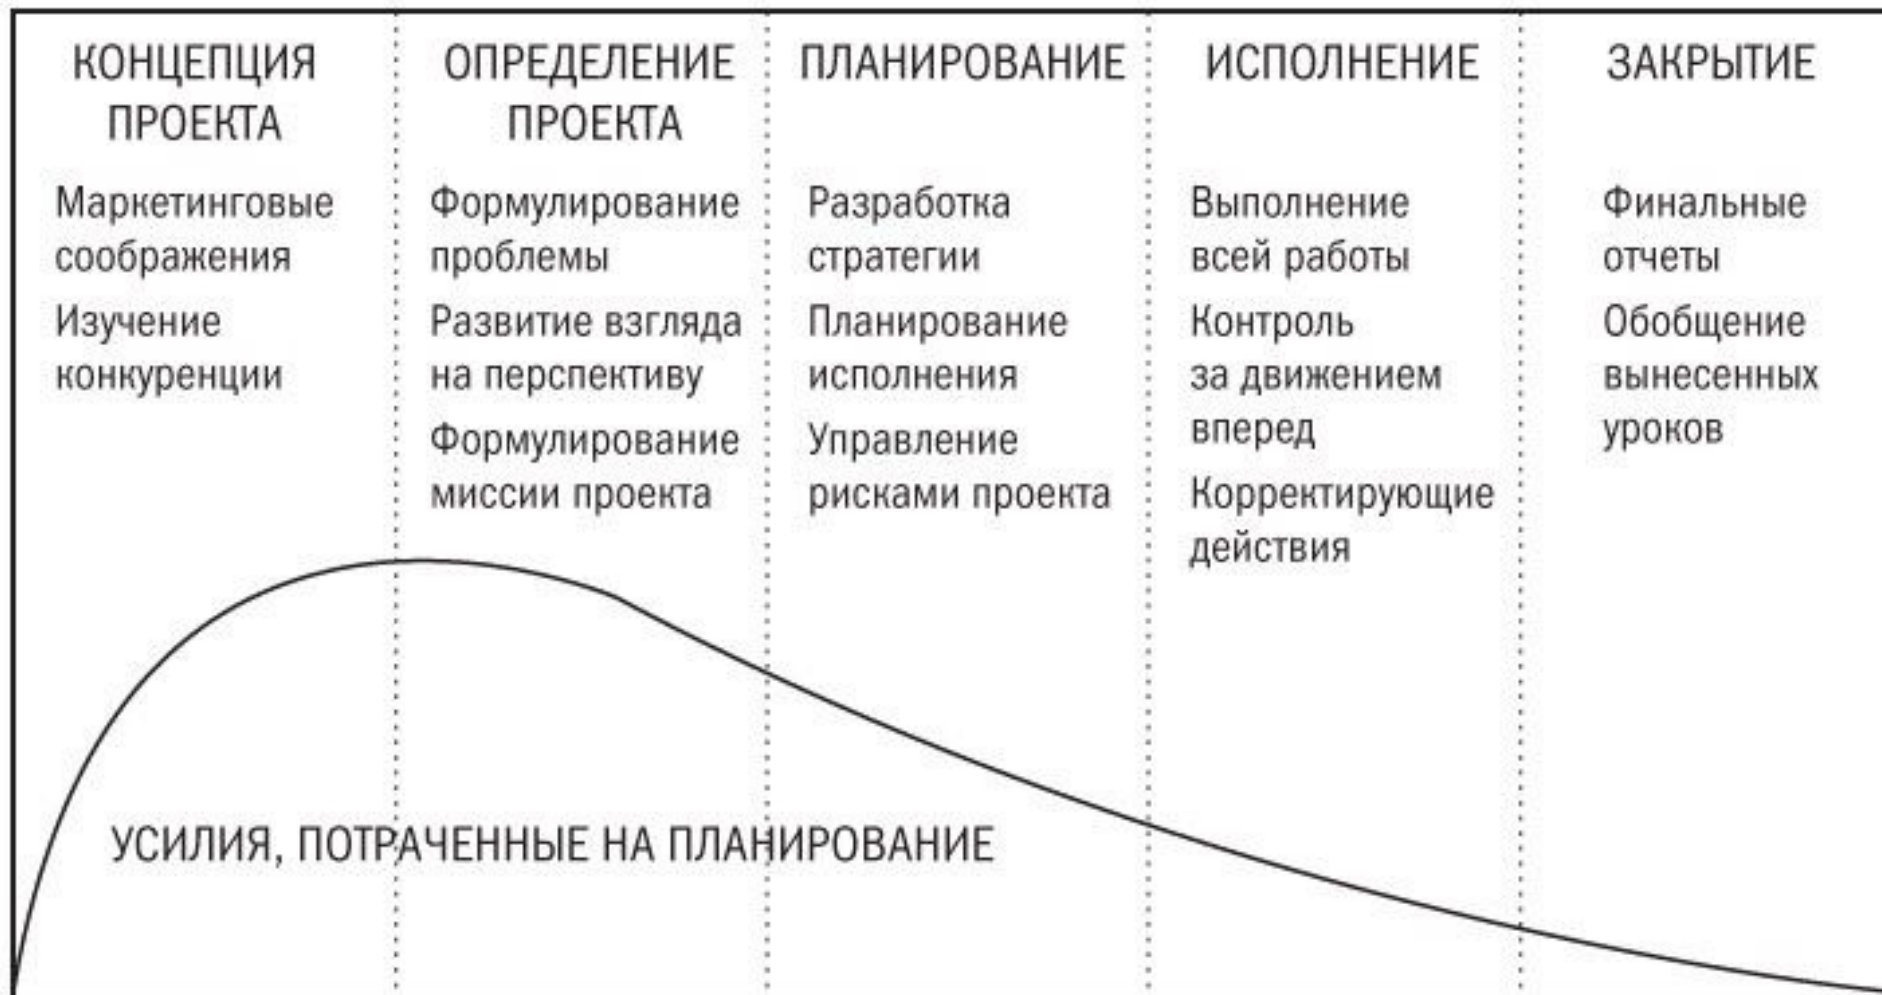 КОНЦЕПЦИЯ
ПРОЕКТА
Маркетинговые
соображения
Изучение
конкуренции
ОПРЕДЕЛЕНИЕ
ПРОЕКТА
Формулирование
проблемы
Развитие взгляда
на перспективу
Формулирование
миссии проекта
ПЛАНИРОВАНИЕ
Разработка
стратегии
Планирование
исполнения
Управление
рисками проекта
ИСПОЛНЕНИЕ
Выполнение
всей работы
Контроль
за движением
вперед
Корректирующие
действия
ЗАКРЫТИЕ
Финальные
отчеты
Обобщение
вынесенных
уроков
УСИЛИЯ, ПОТРАЧЕННЫЕ НА ПЛАНИРОВАНИЕ